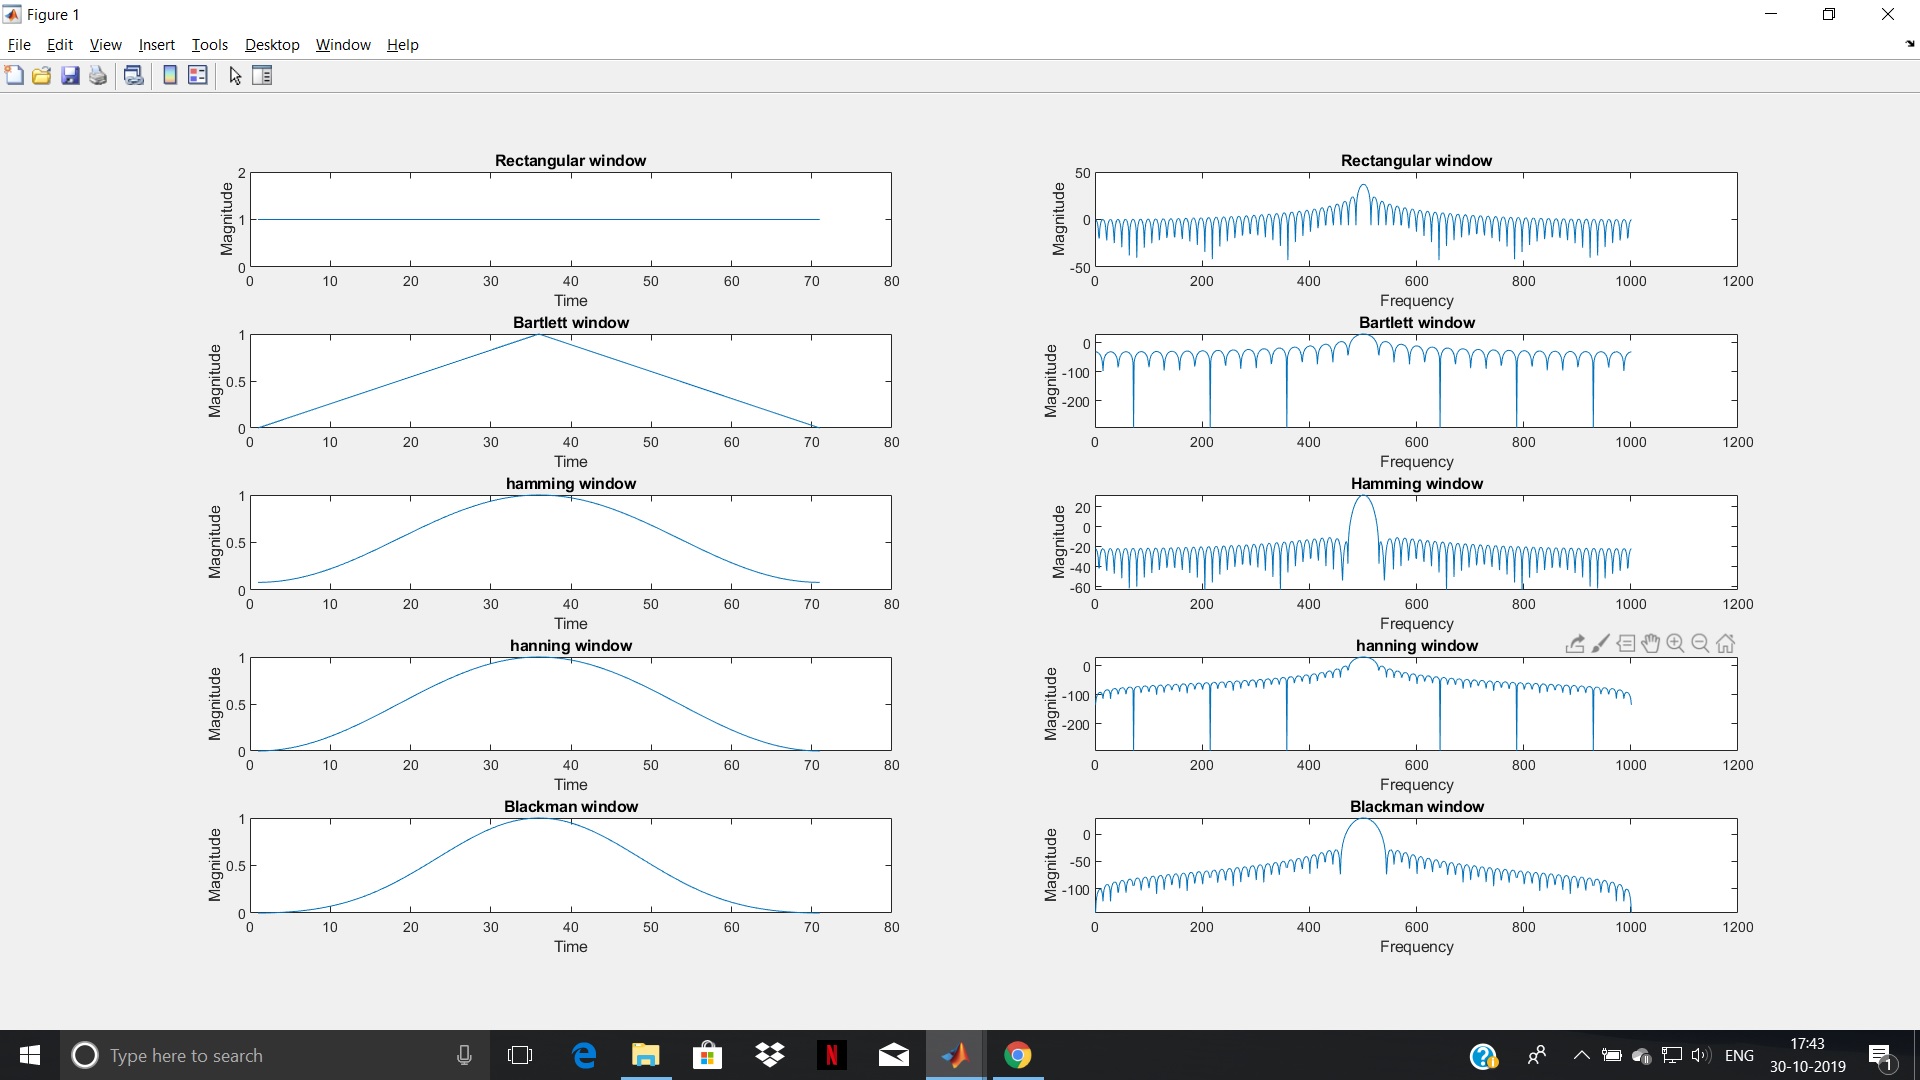 Figure 1
File Edit View Insert Tools Desktop Window Help
Rectangular window
Magnitude
2
1
0
0 10 20 30 40 50 60 70 80
Time
Rectangular window
Magnitude
50
0
-50
0 200 400 600 800 1000 1200
Frequency
Bartlett window
Magnitude
1
0.5
0
0 10 20 30 40 50 60 70 80
Time
Bartlett window
Magnitude
0
-100
-200
0 200 400 600 800 1000 1200
Frequency
hamming window
Magnitude
1
0.5
0
0 10 20 30 40 50 60 70 80
Time
Hamming window
Magnitude
20
0
-20
-40
-60
0 200 400 600 800 1000 1200
Frequency
hanning window
Magnitude
1
0.5
0
0 10 20 30 40 50 60 70 80
Time
hanning window
Magnitude
0
-100
-200
0 200 400 600 800 1000 1200
Frequency
Blackman window
Magnitude
1
0.5
0
0 10 20 30 40 50 60 70 80
Time
Blackman window
Magnitude
0
-50
-100
0 200 400 600 800 1000 1200
Frequency
Type here to search
N
ENG
17:43
30-10-2019
1